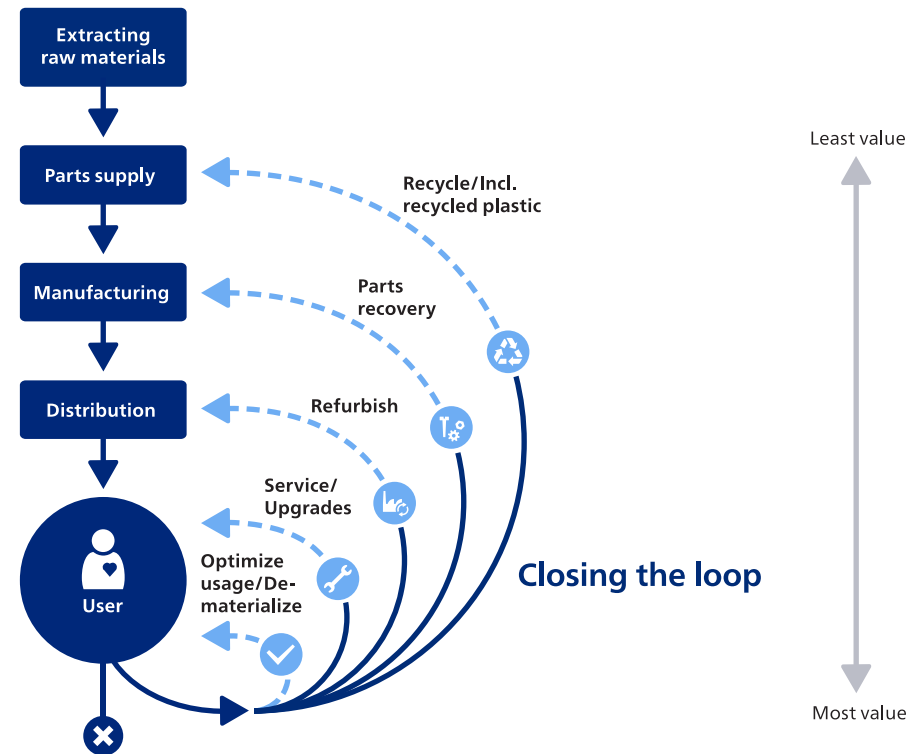 Extracting
raw materials
Least value
Parts supply
Recycle/Incl.
recycled plastic
Manufacturing
Parts
recovery
Distribution
Refurbish
Service/
Upgrades
Optimize
usage/De-
materialize
User
Closing the loop
Most value